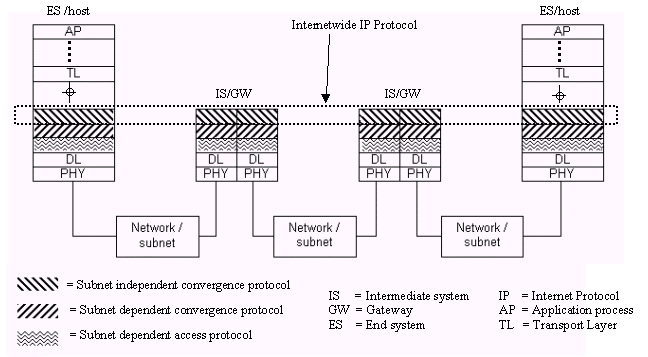 ES /host
ES/host
Internetwide IP Protocol
AP
AP
TL
TL
IS/GW
IS/GW
DL
DL
DL
DL
DL
DL
PHY
PHY
PHY
PHY
PHY
PHY
Network /
subnet
Network /
subnet
Network /
subnet
= Subnet independent convergence protocol
= Subnet dependent convergence protocol
= Subnet dependent access protocol
IS = Intermediate system
GW = Gateway
ES = End system
IP = Internet Protocol
AP = Application process
TL = Transport Layer